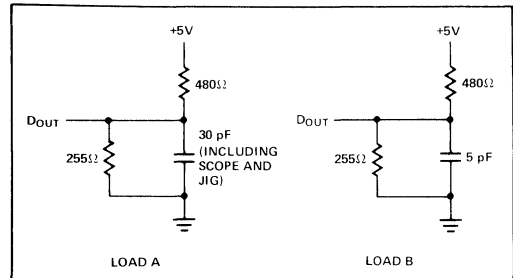 +5V
480Ω
DOUT
255Ω
30 pF
(INCLUDING
SCOPE AND
JIG)
LOAD A
+5V
480Ω
DOUT
255Ω
5 pF
LOAD B